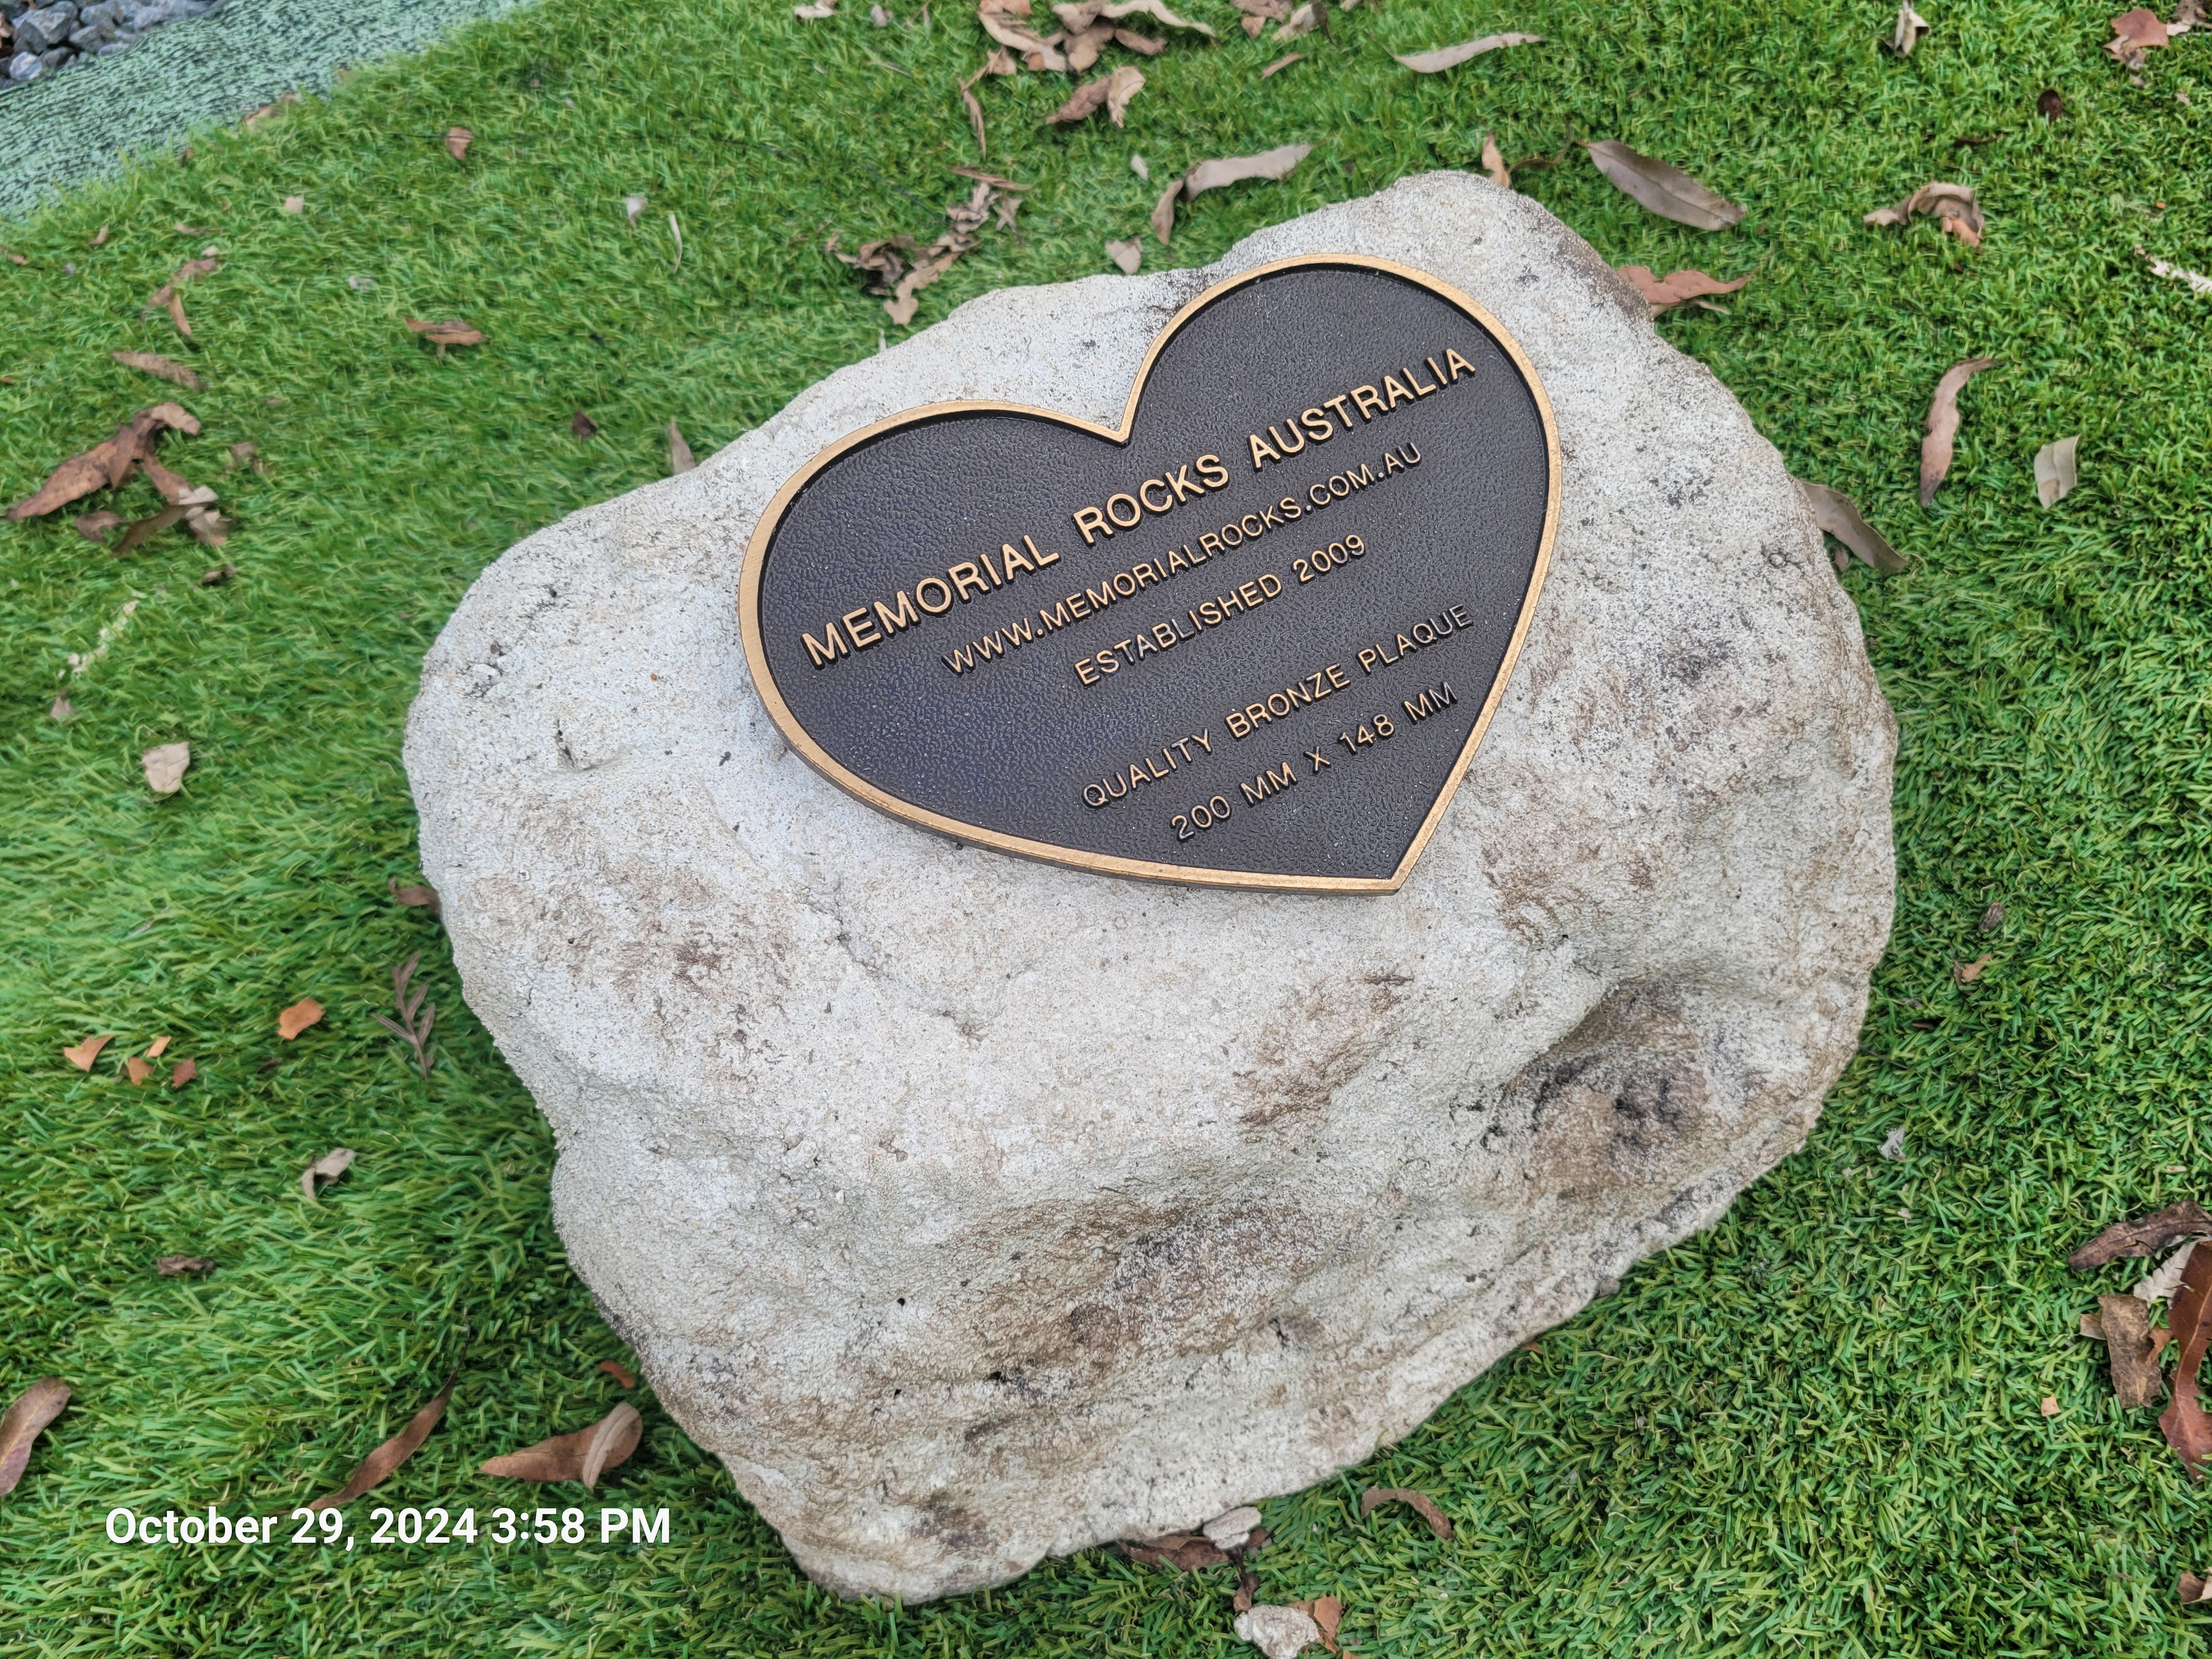 MEMORIAL ROCKS AUSTRALIA
WWW.MEMORIALROCKS.COM.AU
ESTABLISHED 2009
QUALITY BRONZE PLAQUE
200 MM X 148 MM
October 29, 2024 3:58 PM